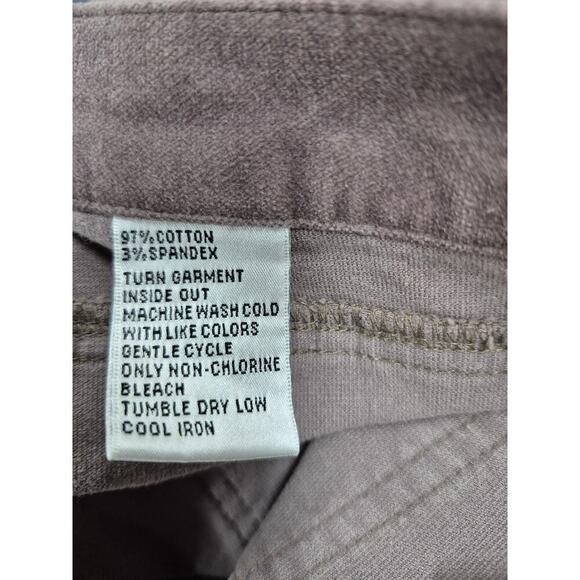 97%COTTON
3%SPANDEX
TURN GARMENT
INSIDE OUT
MACHINE WASH COLD
WITH LIKE COLORS
GENTLE CYCLE
ONLY NON-CHLORINE
BLEACH
TUMBLE DRY LOW
COOL IRON